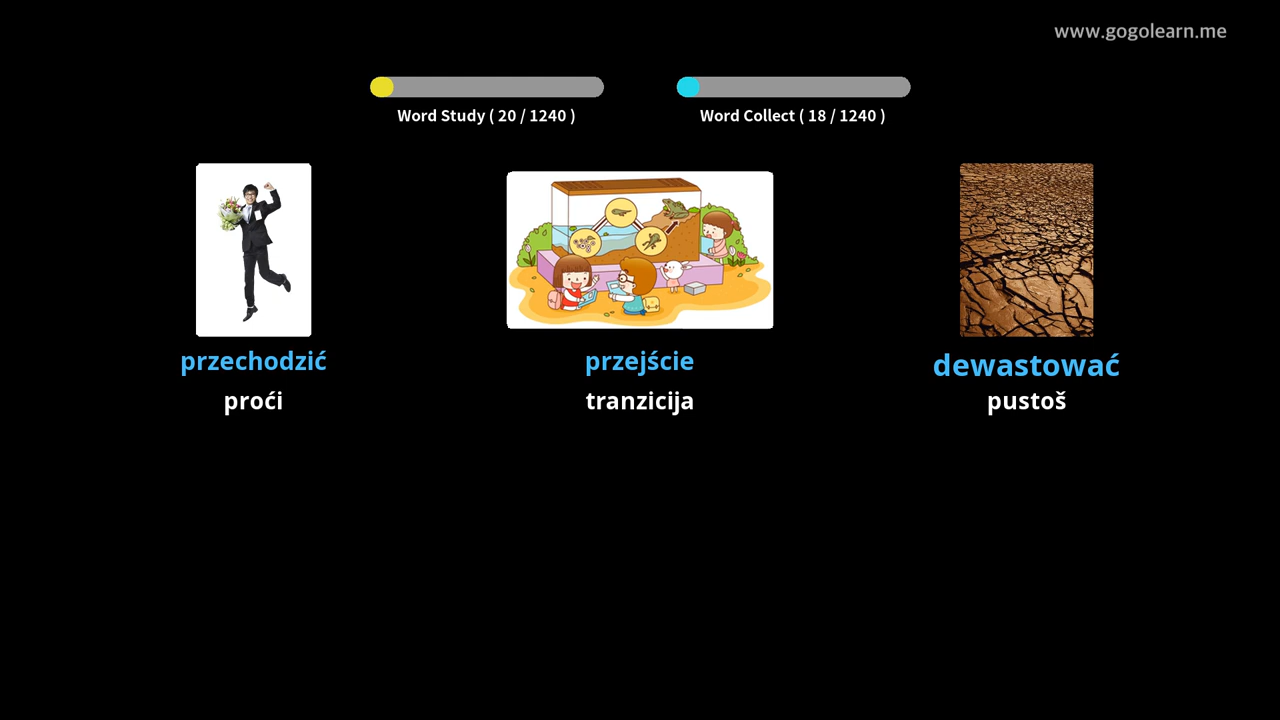 www.gogolearn.me
Word Study ( 20 / 1240 )
Word Collect ( 18 / 1240 )
przechodzić
proći
przejście
tranzicija
dewastować
pustoš